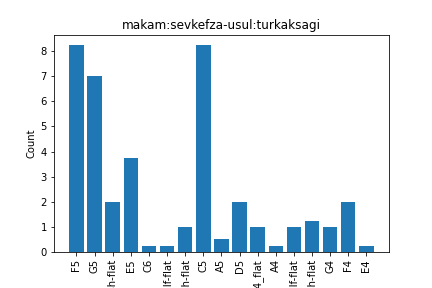 makam:sevkefza-usul:turkaksagi
Count
8
7
6
5
4
3
2
1
0
F5
G5
h-flat
E5
C6
lf-flat
h-flat
C5
A5
D5
4_flat
A4
lf-flat
h-flat
G4
F4
E4